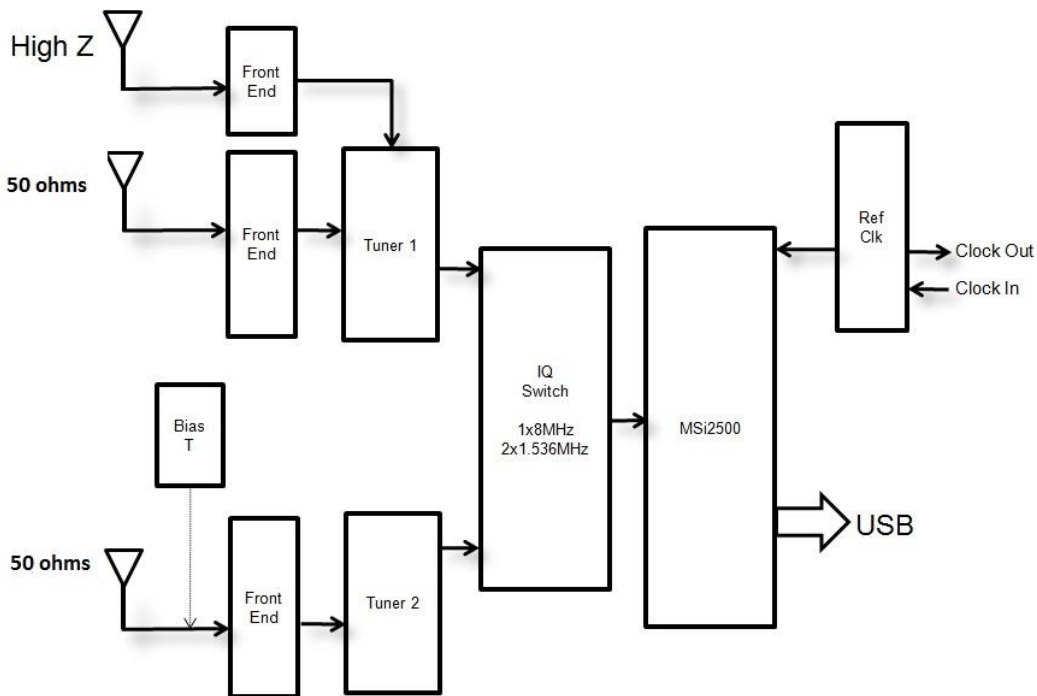 High Z
Front
End
50 ohms
Front
End
Tuner 1
Ref
Clk
Clock Out
Clock In
IQ
Switch
1x8MHz
2x1.536MHz
MSi2500
Bias
T
USB
50 ohms
Front
End
Tuner 2